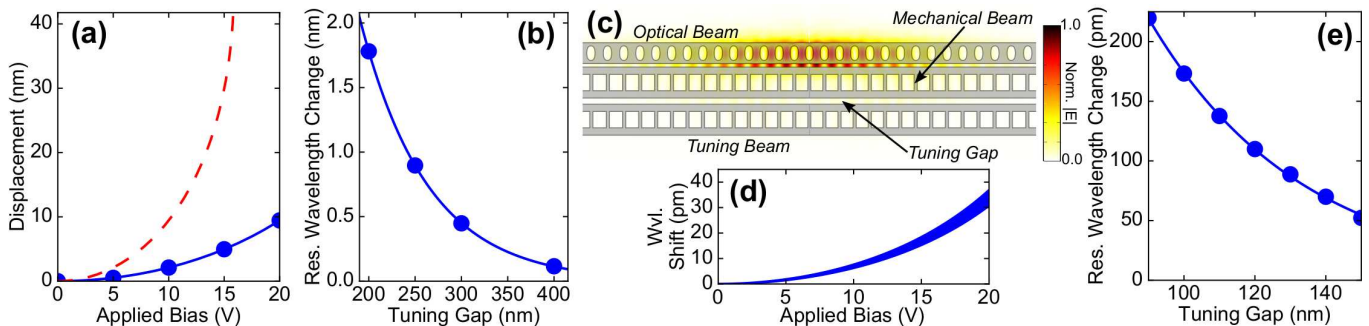 (a)
Displacement (nm)
40
30
20
10
0
0 5 10 15 20
Applied Bias (V)
(b)
Res. Wavelength Change (nm)
2.0
1.5
1.0
0.5
0.0
200 250 300 350 400
Tuning Gap (nm)
(c)
Optical Beam
Mechanical Beam
Tuning Beam
Tuning Gap
1.0
Norm. |E|
0.0
(d)
Wvl.
Shift (pm)
40
30
20
10
0
0 5 10 15 20
Applied Bias (V)
(e)
Res. Wavelength Change (pm)
200
150
100
50
100 120 140
Tuning Gap (nm)